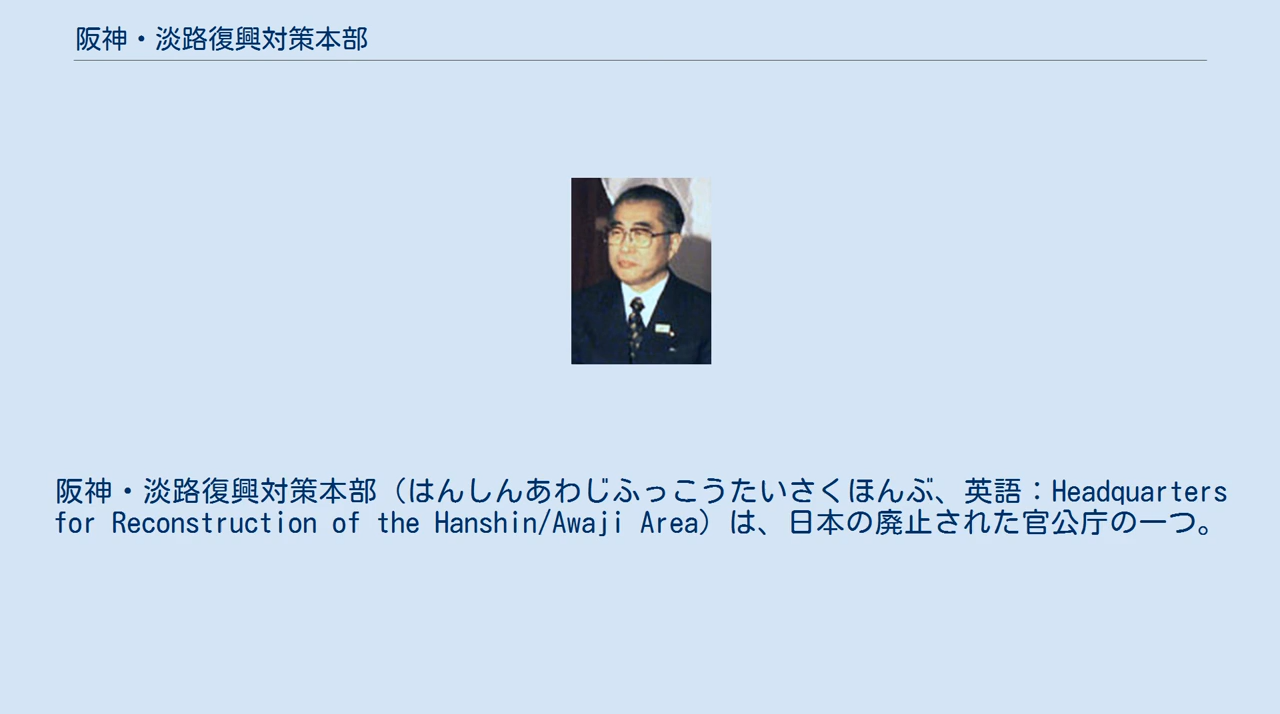 阪神・淡路復興対策本部
阪神・淡路復興対策本部（はんしんあわじふっこうたいさくほんぶ、英語：Headquarters
for Reconstruction of the Hanshin/Awaji Area）は、日本の廃止された官公庁の一つ。